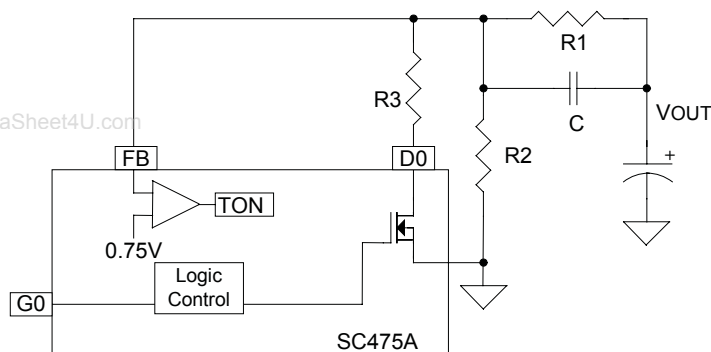 R1
R3
C
VOUT
aSheet4U.com
R2
+
FB
D0
TON
0.75V
Logic
Control
G0
SC475A